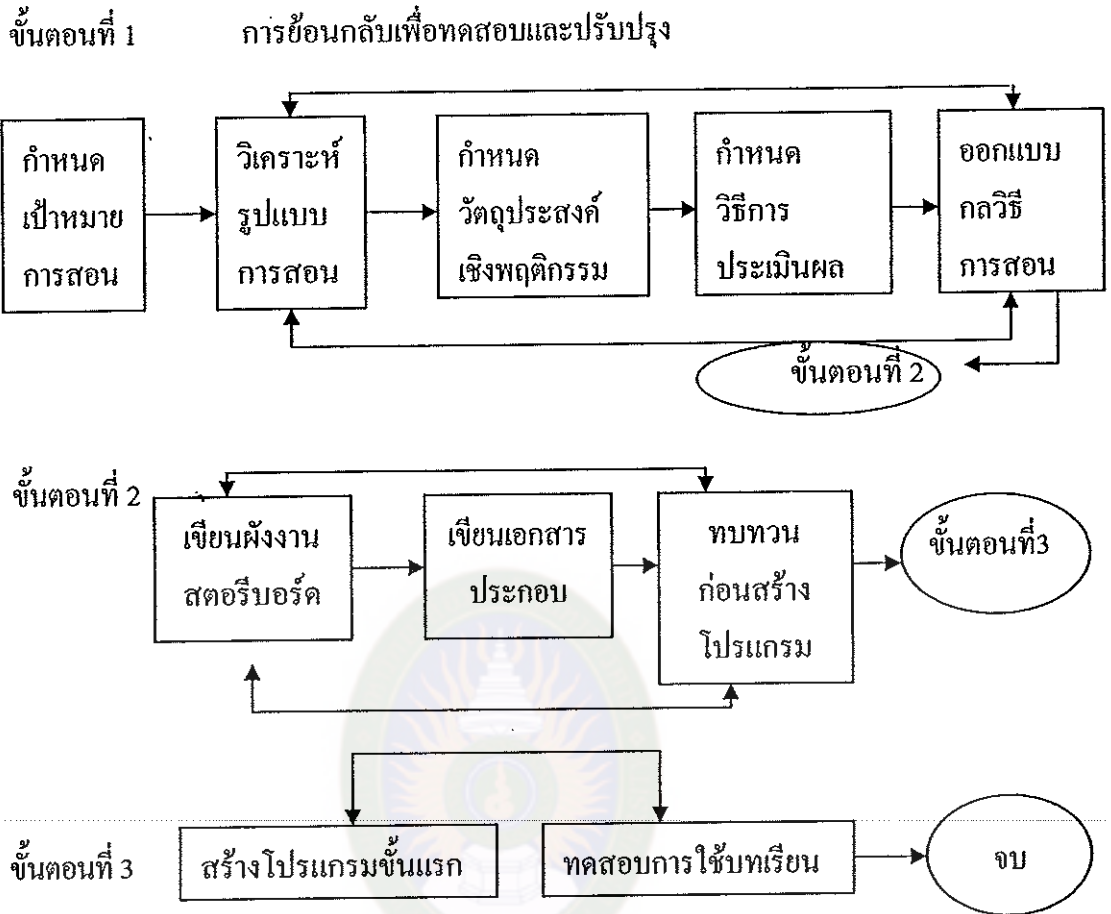 ขั้นตอนที่ 1 การย้อนกลับเพื่อทดสอบและปรับปรุง
กำหนด
เป้าหมาย
การสอน
วิเคราะห์
รูปแบบ
การสอน
กำหนด
วัตถุประสงค์
เชิงพฤติกรรม
กำหนด
วิธีการ
ประเมินผล
ออกแบบ
กลวิธี
การสอน
ขั้นตอนที่ 2
ขั้นตอนที่ 2
เขียนผังงาน
สตอรีบอร์ด
เขียนเอกสาร
ประกอบ
ทบทวน
ก่อนสร้าง
โปรแกรม
ขั้นตอนที่3
ขั้นตอนที่ 3
สร้างโปรแกรมขั้นแรก
ทดสอบการใช้บทเรียน
จบ